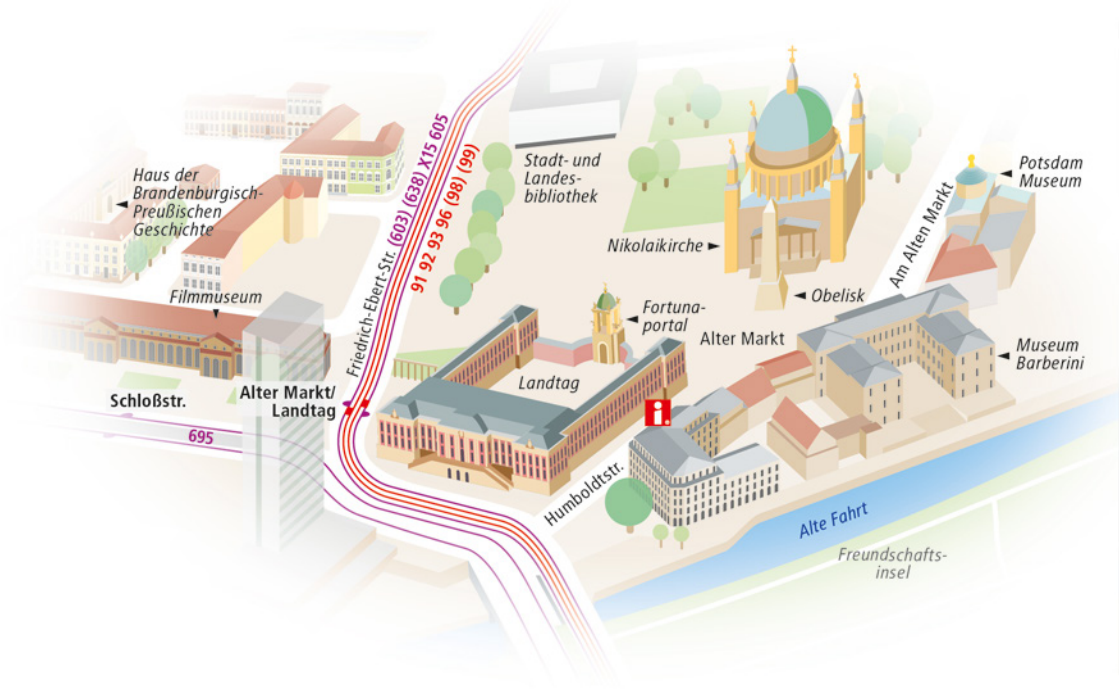 Haus der
Brandenburgisch-
Preußischen
Geschichte
Filmmuseum
Schloßstr.
695
Alter Markt/
Landtag
Friedrich-Ebert-Str. (603) (638) X15 605
91 92 93 96 (98) (99)
Stadt- und
Landes-
bibliothek
Nikolaikirche
Obelisk
Fortuna-
portal
Landtag
Alter Markt
Am Alten Markt
Potsdam
Museum
Museum
Barberini
i
Humboldtstr.
Alte Fahrt
Freundschafts-
insel